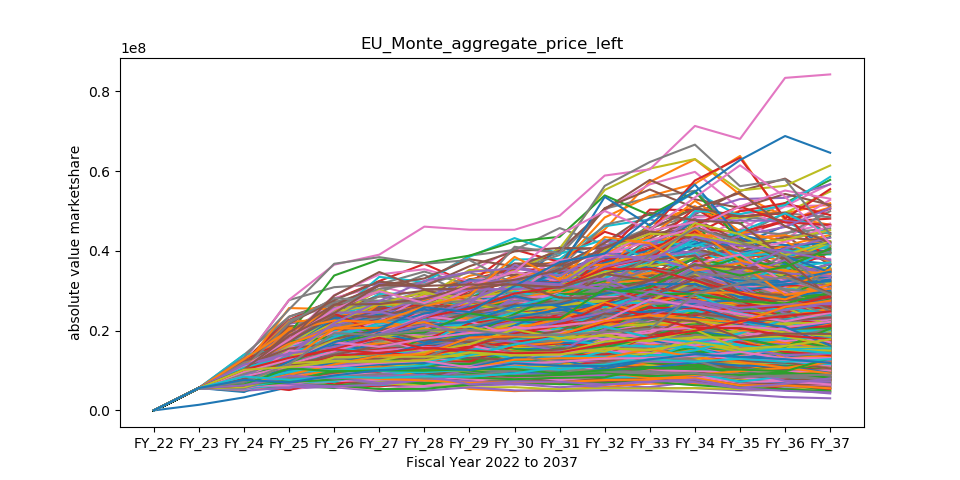 EU_Monte_aggregate_price_left
1e8
0.8
0.6
0.4
0.2
0.0
absolute value marketshare
FY_22 FY_23 FY_24 FY_25 FY_26 FY_27 FY_28 FY_29 FY_30 FY_31 FY_32 FY_33 FY_34 FY_35 FY_36 FY_37
Fiscal Year 2022 to 2037